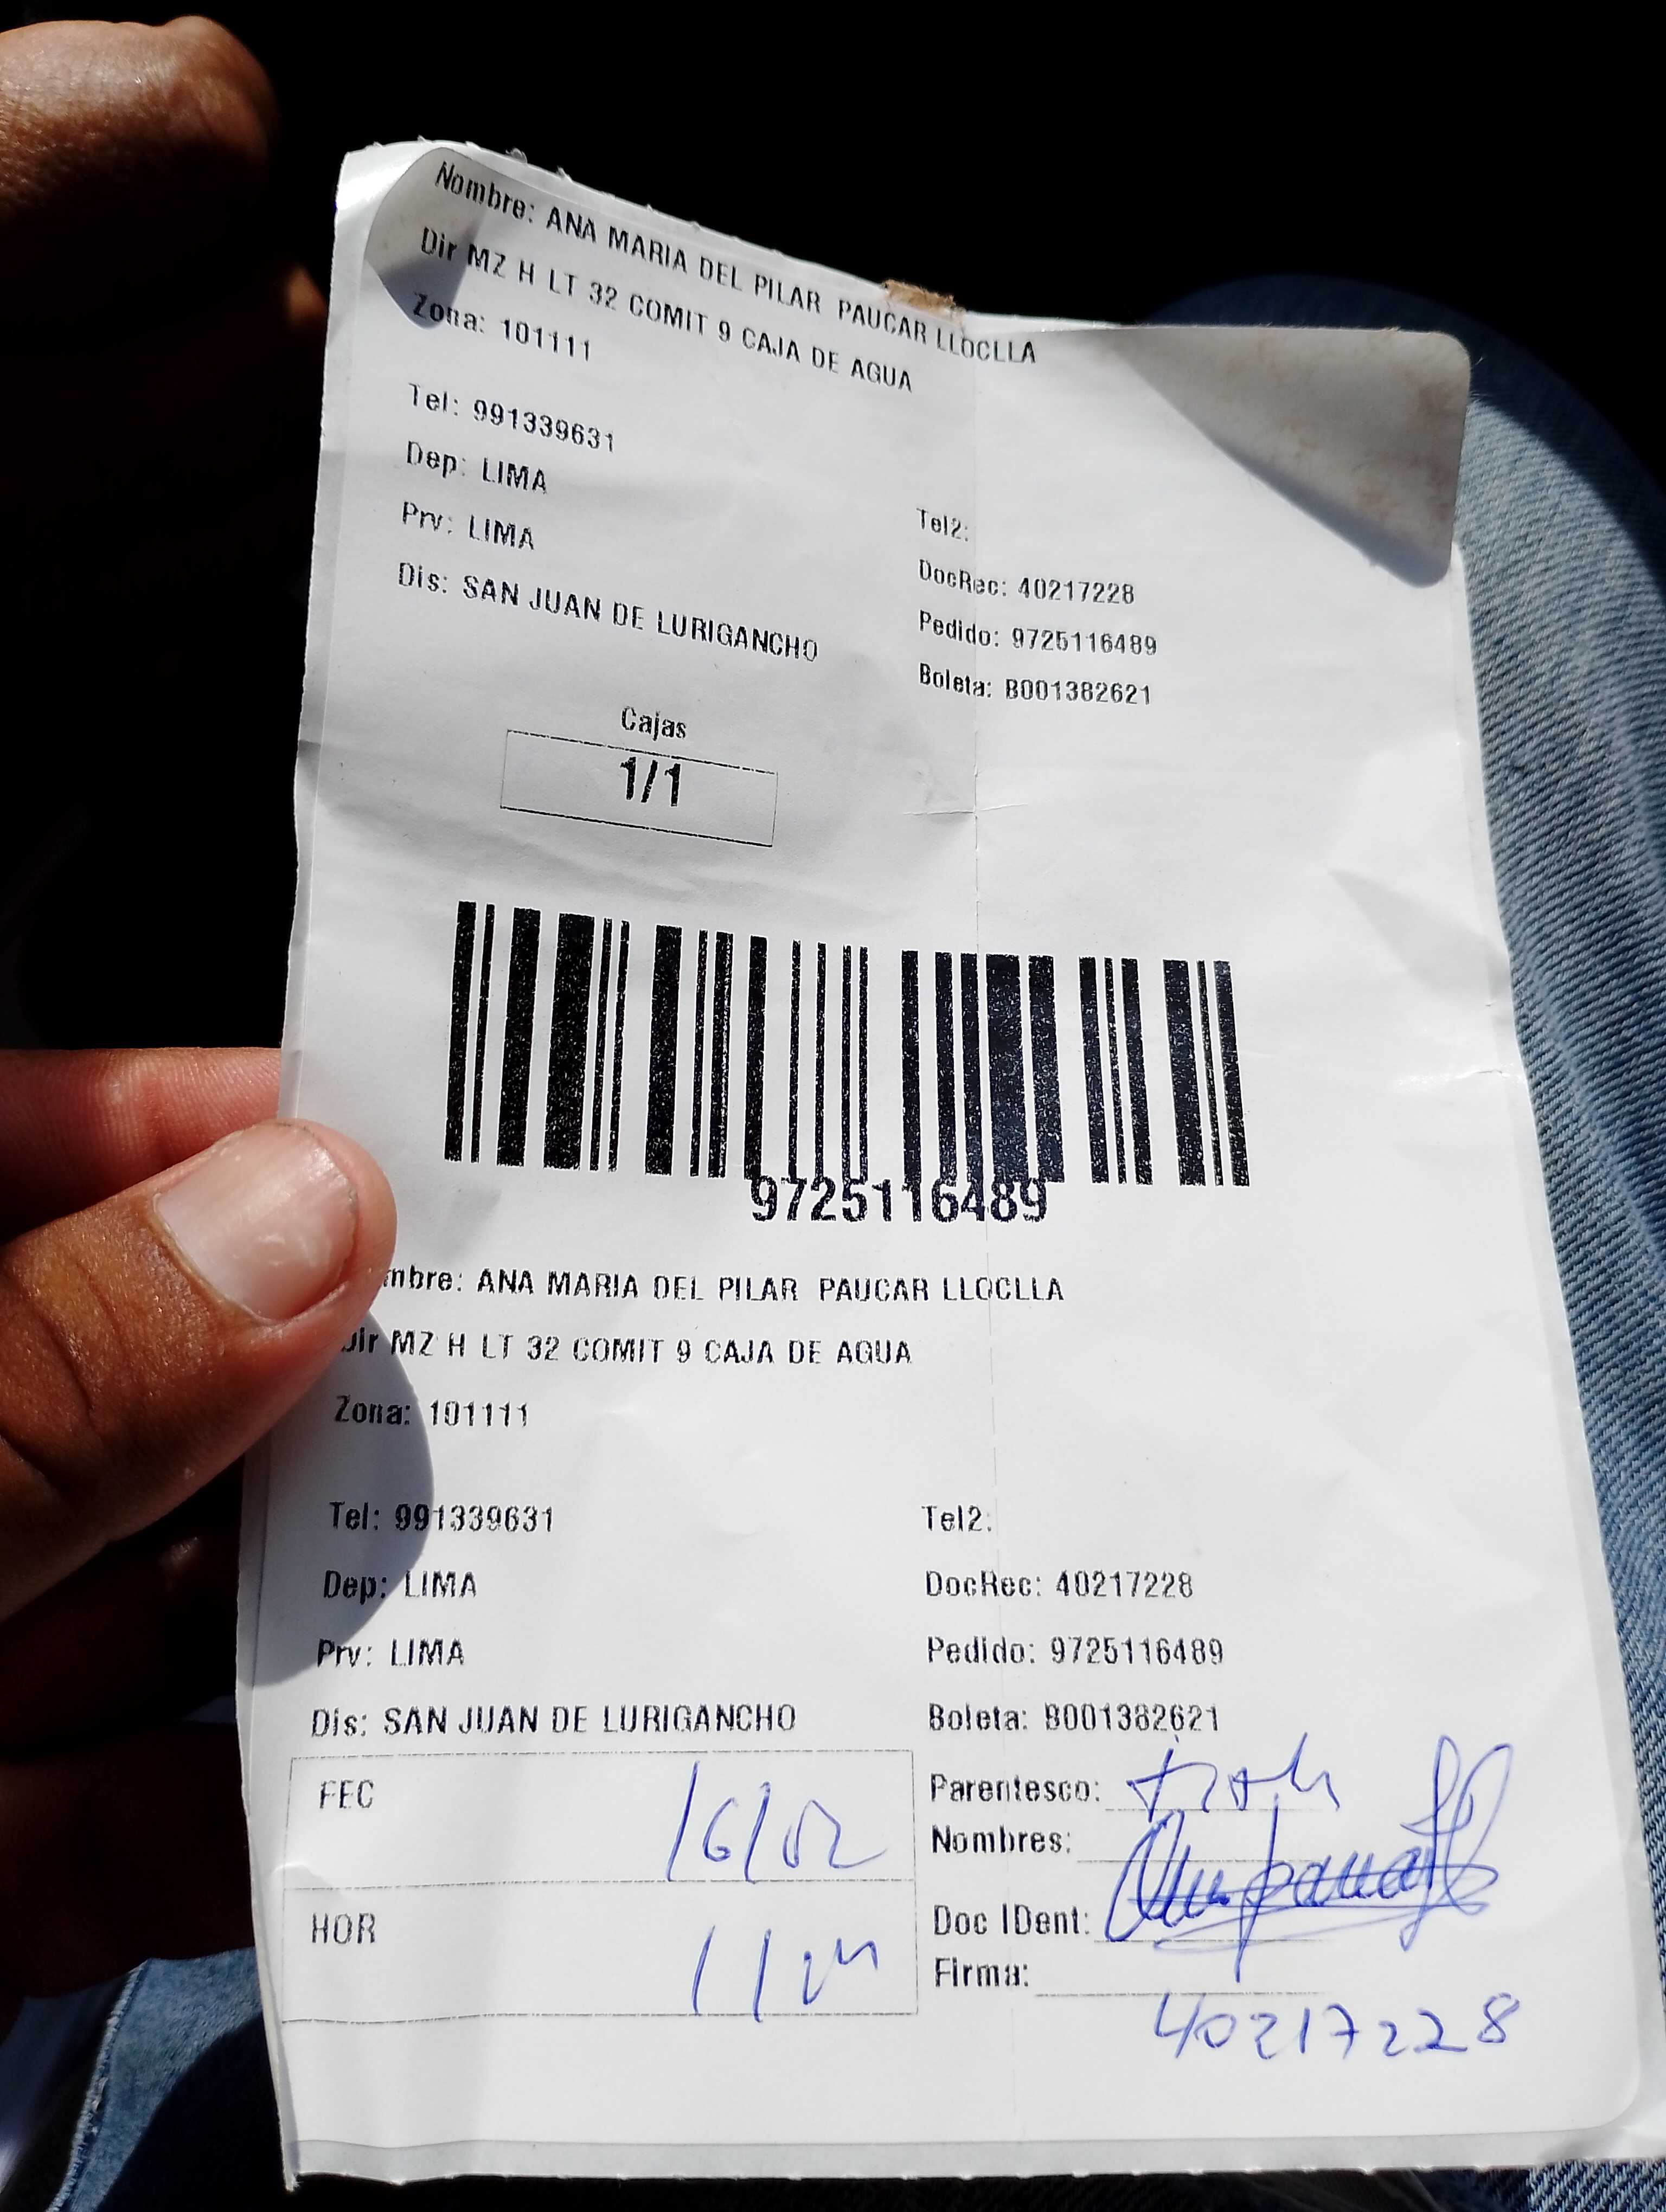 Nombre: ANA MARIA DEL PILAR PAUCAR LLOCLLA
Dir MZ H LT 32 COMIT 9 CAJA DE AGUA
Zona: 101111
Tel: 991339631
Tel2:
Dep: LIMA
DocRec: 40217228
Prv: LIMA
Pedido: 9725116489
Dis: SAN JUAN DE LURIGANCHO
Boleta: B001382621
Cajas
1/1
9725116489
mbre: ANA MARIA DEL PILAR PAUCAR LLOCLLA
Dir MZ H LT 32 COMIT 9 CAJA DE AGUA
Zona: 101111
Tel: 991339631
Tel2:
Dep: LIMA
DocRec: 40217228
Prv: LIMA
Pedido: 9725116489
Dis: SAN JUAN DE LURIGANCHO
Boleta: B001382621
FEC 16/02
Parentesco:
Nombres:
HOR
Doc IDent:
Firma:
40217228